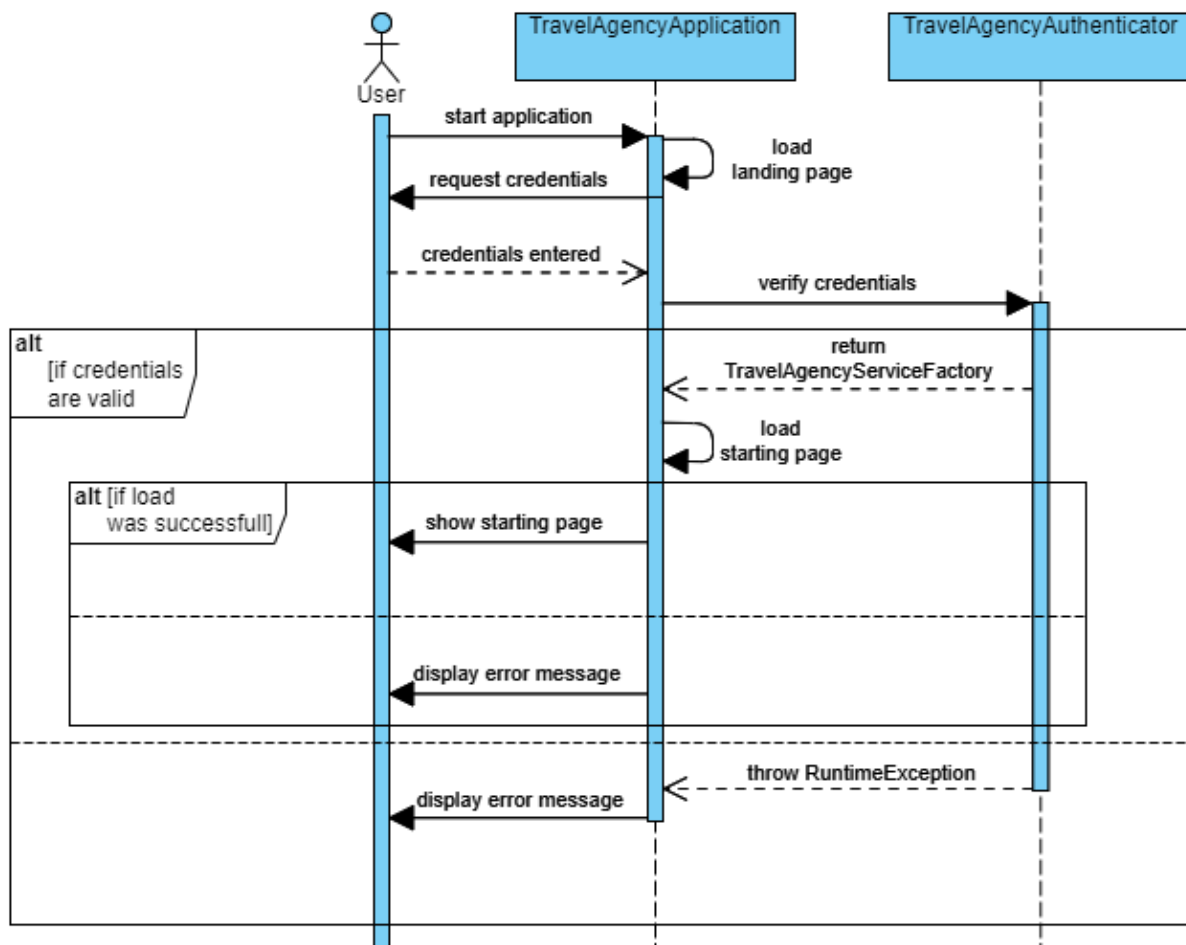 TravelAgencyApplication
TravelAgencyAuthenticator
User
start application
load
landing page
request credentials
credentials entered
verify credentials
alt
[if credentials
are valid
return
TravelAgencyServiceFactory
load
starting page
alt [if load
was successfull]
show starting page
display error message
throw RuntimeException
display error message